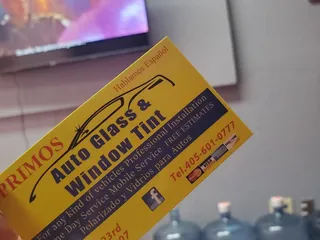 Hablamos Español
PRIMOS
Auto Glass &
Window Tint
For any kind of vehicles Professional Installation
Same Day Service Mobile Service FREE ESTIMATES
Polarizado y Vidrios para Autos
Tel.405-601-0777
f
23rd
07